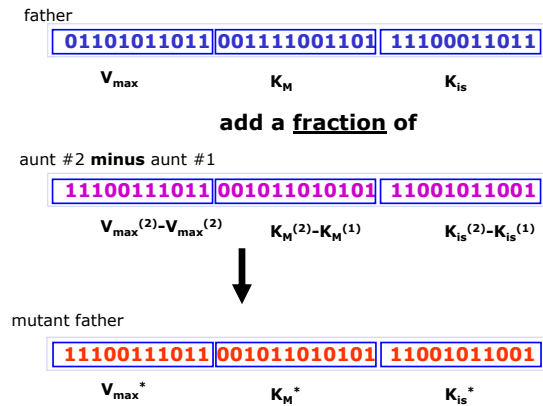 father
01101011011 001111001101 11100011011
Vmax KM Kis
add a fraction of
aunt #2 minus aunt #1
11100111011 001011010101 11001011001
Vmax(2)-Vmax(2) KM(2)-KM(1) Kis(2)-Kis(1)
mutant father
11100111011 001011010101 11001011001
Vmax* KM* Kis*